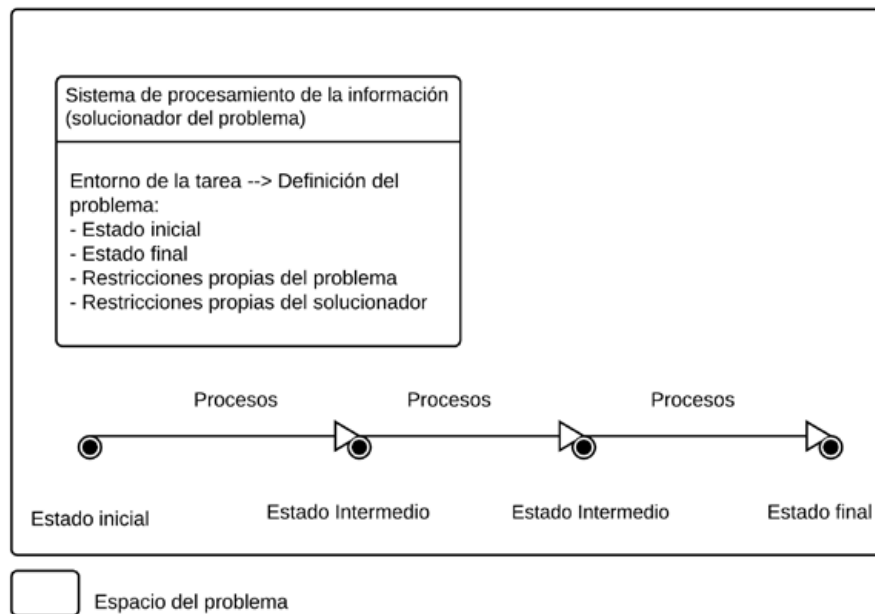 Sistema de procesamiento de la información
(solucionador del problema)
Entorno de la tarea --> Definición del
problema:
- Estado inicial
- Estado final
- Restricciones propias del problema
- Restricciones propias del solucionador
Procesos Procesos Procesos
Estado inicial Estado Intermedio Estado Intermedio Estado final
Espacio del problema